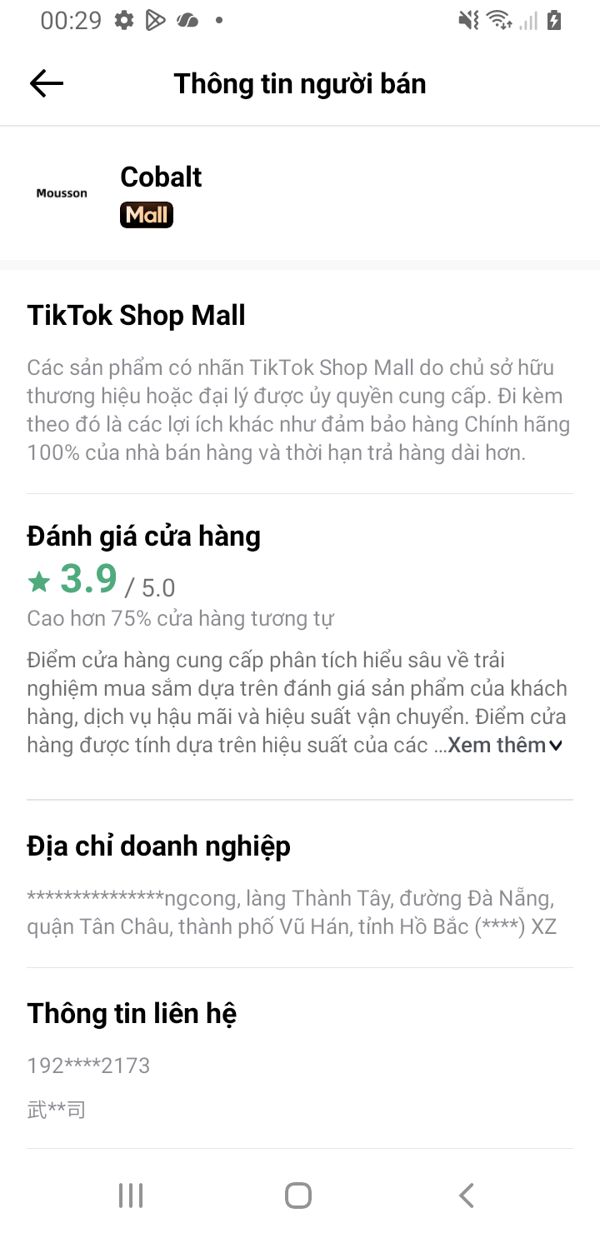 00:29
Thông tin người bán
Mousson
Cobalt
Mall
TikTok Shop Mall
Các sản phẩm có nhãn TikTok Shop Mall do chủ sở hữu
thương hiệu hoặc đại lý được ủy quyền cung cấp. Đi kèm
theo đó là các lợi ích khác như đảm bảo hàng Chính hãng
100% của nhà bán hàng và thời hạn trả hàng dài hơn.
Đánh giá cửa hàng
3.9 / 5.0
Cao hơn 75% cửa hàng tương tự
Điểm cửa hàng cung cấp phân tích hiểu sâu về trải
nghiệm mua sắm dựa trên đánh giá sản phẩm của khách
hàng, dịch vụ hậu mãi và hiệu suất vận chuyển. Điểm cửa
hàng được tính dựa trên hiệu suất của các ...Xem thêm
Địa chỉ doanh nghiệp
***************ngcong, làng Thành Tây, đường Đà Nẵng,
quận Tân Châu, thành phố Vũ Hán, tỉnh Hồ Bắc (****) XZ
Thông tin liên hệ
192****2173
武**司